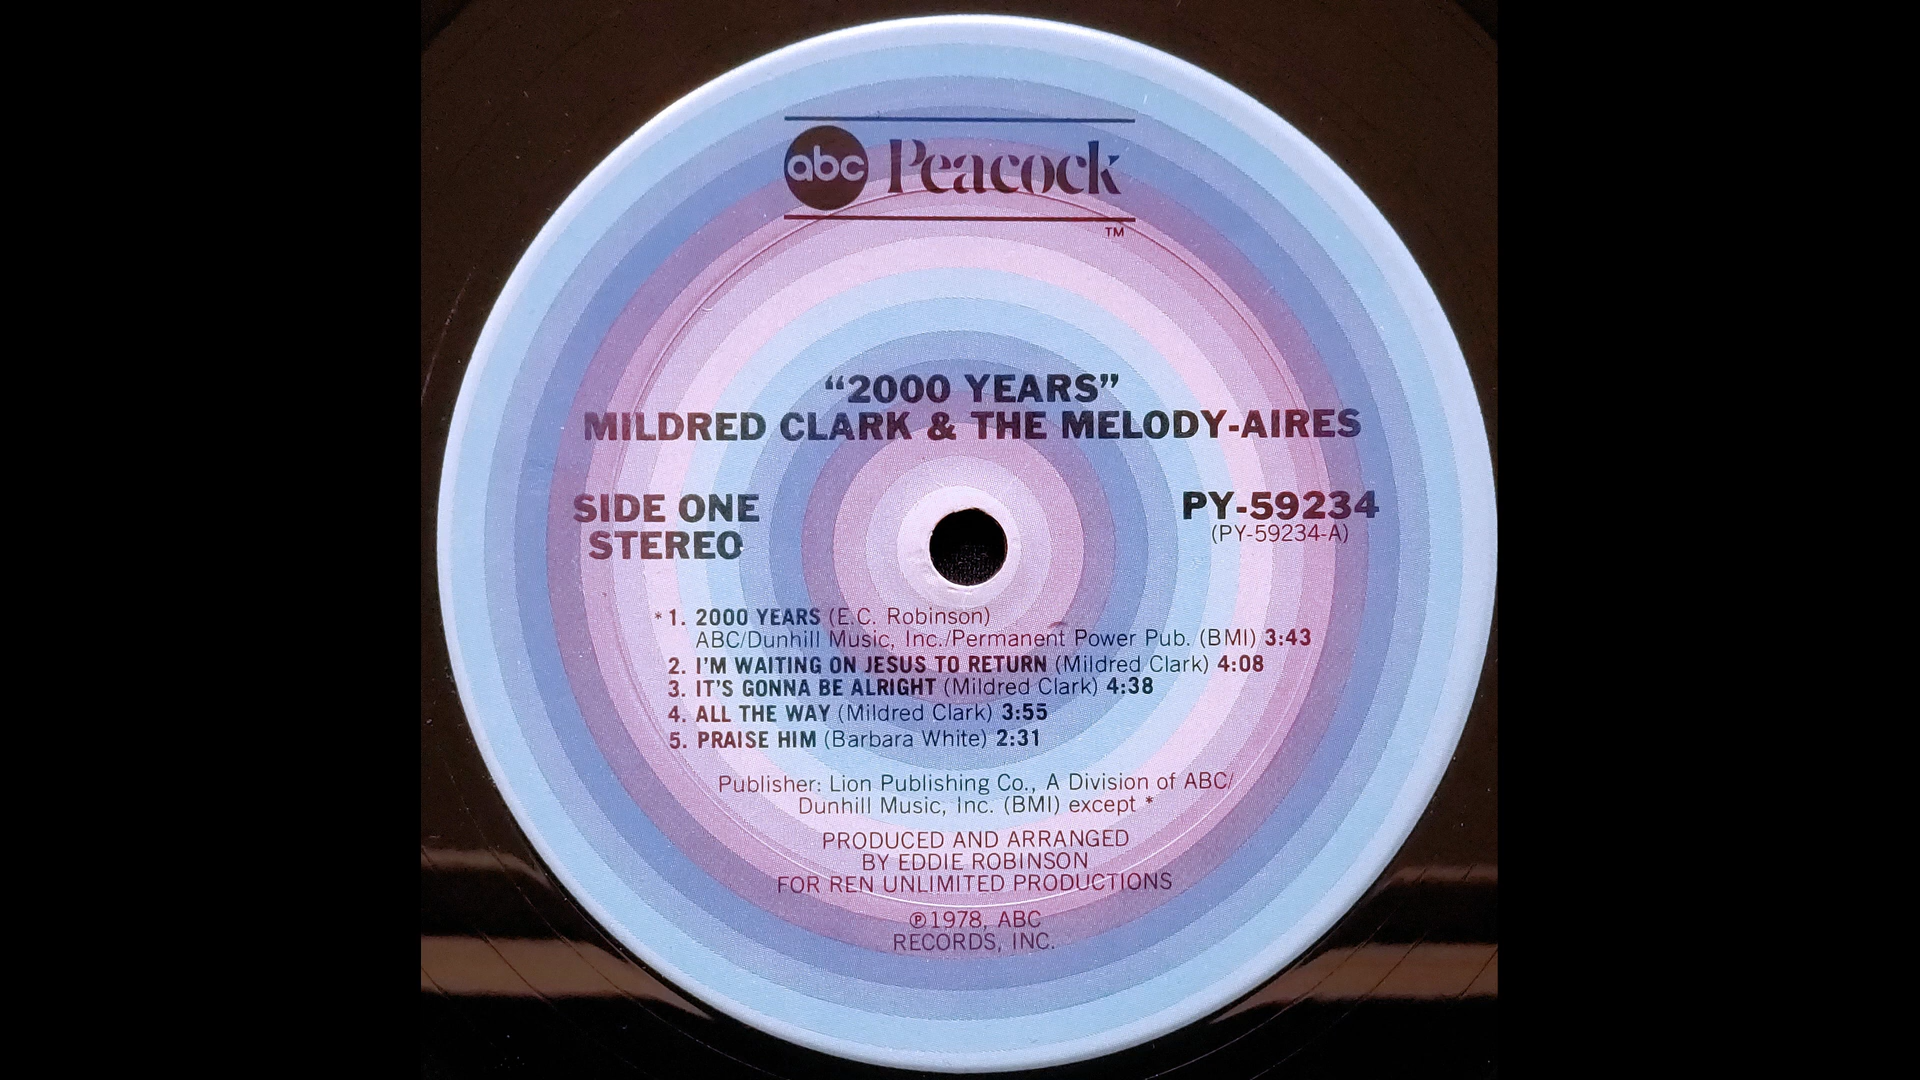 abc Peacock
TM
“2000 YEARS”
MILDRED CLARK & THE MELODY-AIRES
SIDE ONE
STEREO
PY-59234
(PY-59234-A)
* 1. 2000 YEARS (E.C. Robinson)
ABC/Dunhill Music, Inc./Permanent Power Pub. (BMI) 3:43
2. I'M WAITING ON JESUS TO RETURN (Mildred Clark) 4:08
3. IT'S GONNA BE ALRIGHT (Mildred Clark) 4:38
4. ALL THE WAY (Mildred Clark) 3:55
5. PRAISE HIM (Barbara White) 2:31
Publisher: Lion Publishing Co., A Division of ABC/
Dunhill Music, Inc. (BMI) except *
PRODUCED AND ARRANGED
BY EDDIE ROBINSON
FOR REN UNLIMITED PRODUCTIONS
℗1978, ABC
RECORDS, INC.